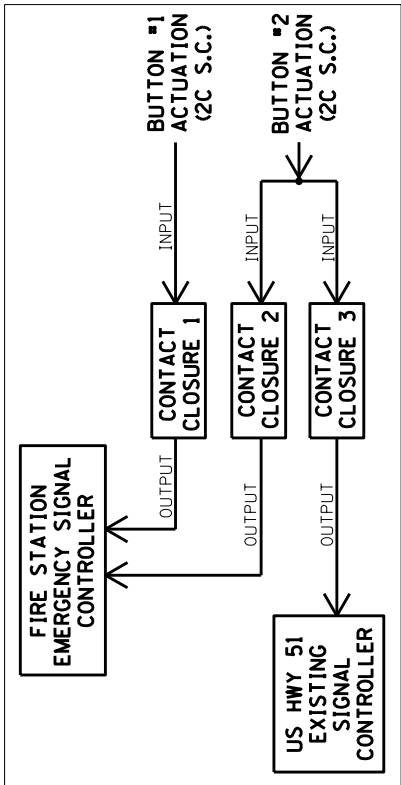 BUTTON #1
ACTUATION
(2C S.C.)
BUTTON #2
ACTUATION
(2C S.C.)
INPUT
INPUT
INPUT
CONTACT
CLOSURE 1
CONTACT
CLOSURE 2
CONTACT
CLOSURE 3
OUTPUT
OUTPUT
OUTPUT
FIRE STATION
EMERGENCY SIGNAL
CONTROLLER
US HWY 51
EXISTING
SIGNAL
CONTROLLER